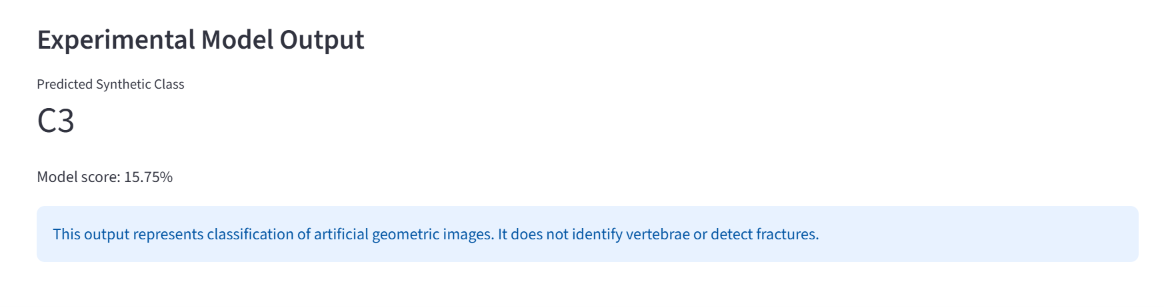 Experimental Model Output
Predicted Synthetic Class
C3
Model score: 15.75%
This output represents classification of artificial geometric images. It does not identify vertebrae or detect fractures.